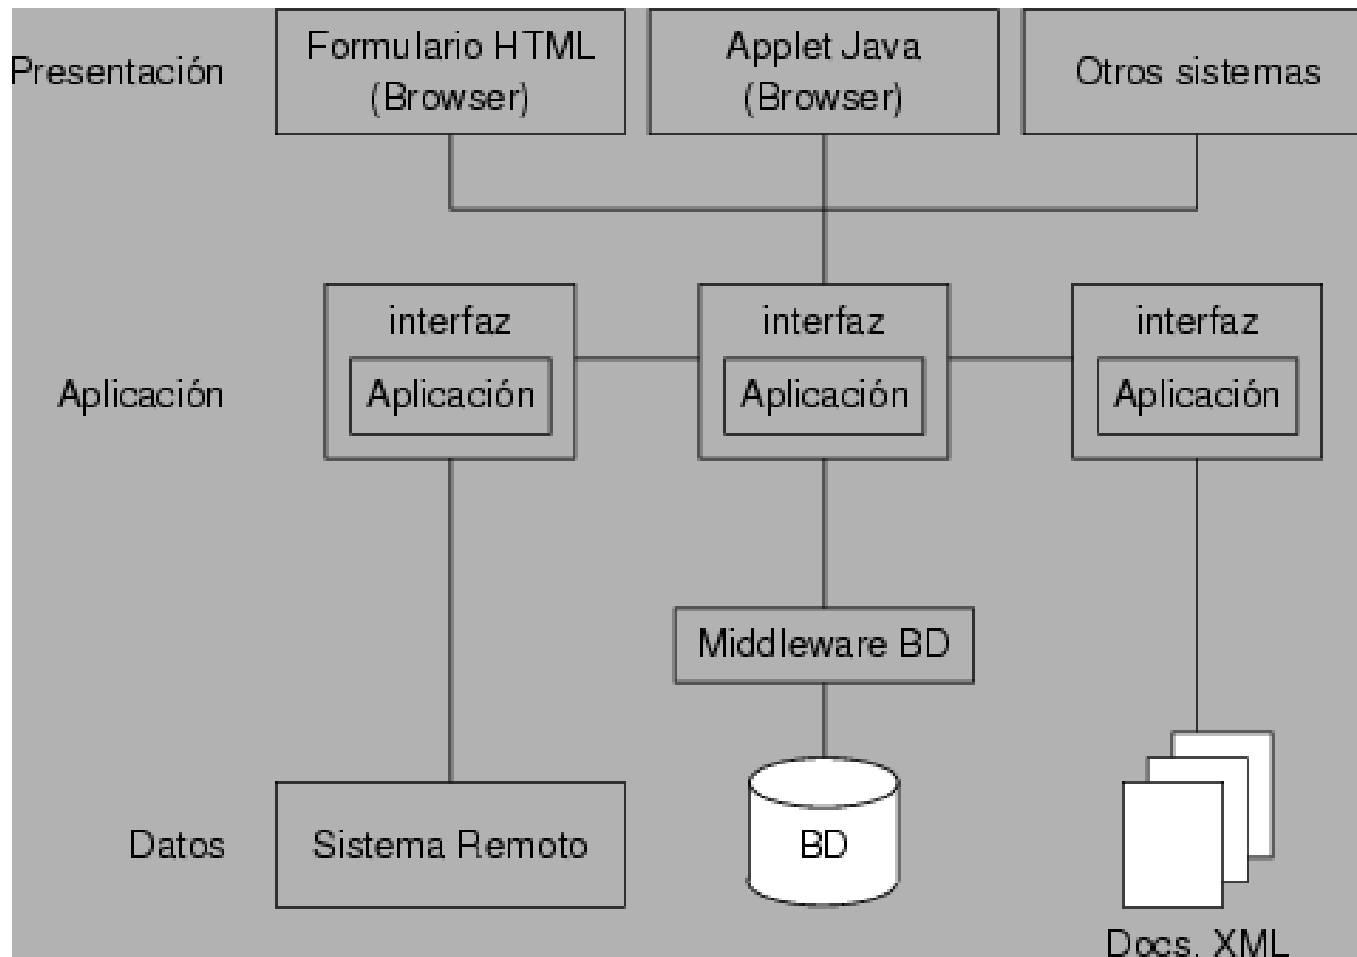 Presentación
Formulario HTML
(Browser)
Applet Java
(Browser)
Otros sistemas
Aplicación
interfaz
Aplicación
interfaz
Aplicación
interfaz
Aplicación
Middleware BD
Datos
Sistema Remoto
BD
Docs. XML